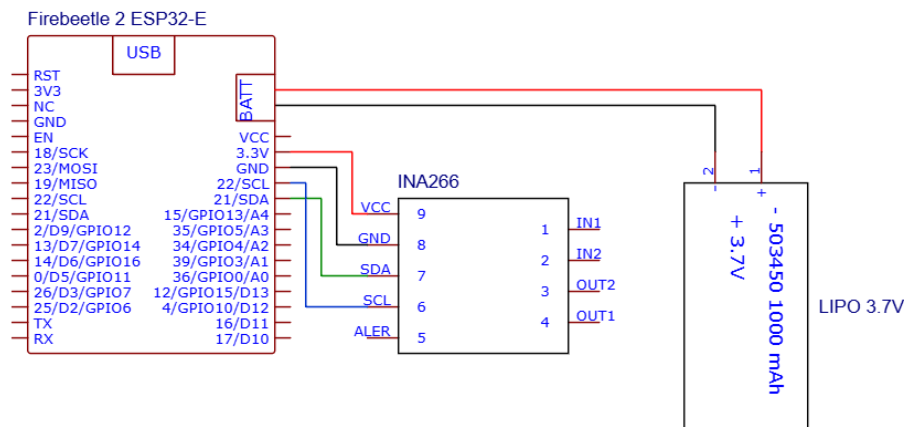 Firebeetle 2 ESP32-E
USB
BATT
RST
3V3
NC
GND
EN
18/SCK
23/MOSI
19/MISO
22/SCL
21/SDA
2/D9/GPIO12
13/D7/GPIO14
14/D6/GPIO16
0/D5/GPIO11
26/D3/GPIO7
25/D2/GPIO6
TX
RX
VCC
3.3V
GND
22/SCL
21/SDA
15/GPIO13/A4
35/GPIO5/A3
34/GPIO4/A2
39/GPIO3/A1
36/GPIO0/A0
12/GPIO15/D13
4/GPIO10/D12
16/D11
17/D10
INA266
VCC 9
GND 8
SDA 7
SCL 6
ALER 5
1 IN1
2 IN2
3 OUT2
4 OUT1
2 1
- +
- 503450 1000 mAh
+ 3.7V
LIPO 3.7V